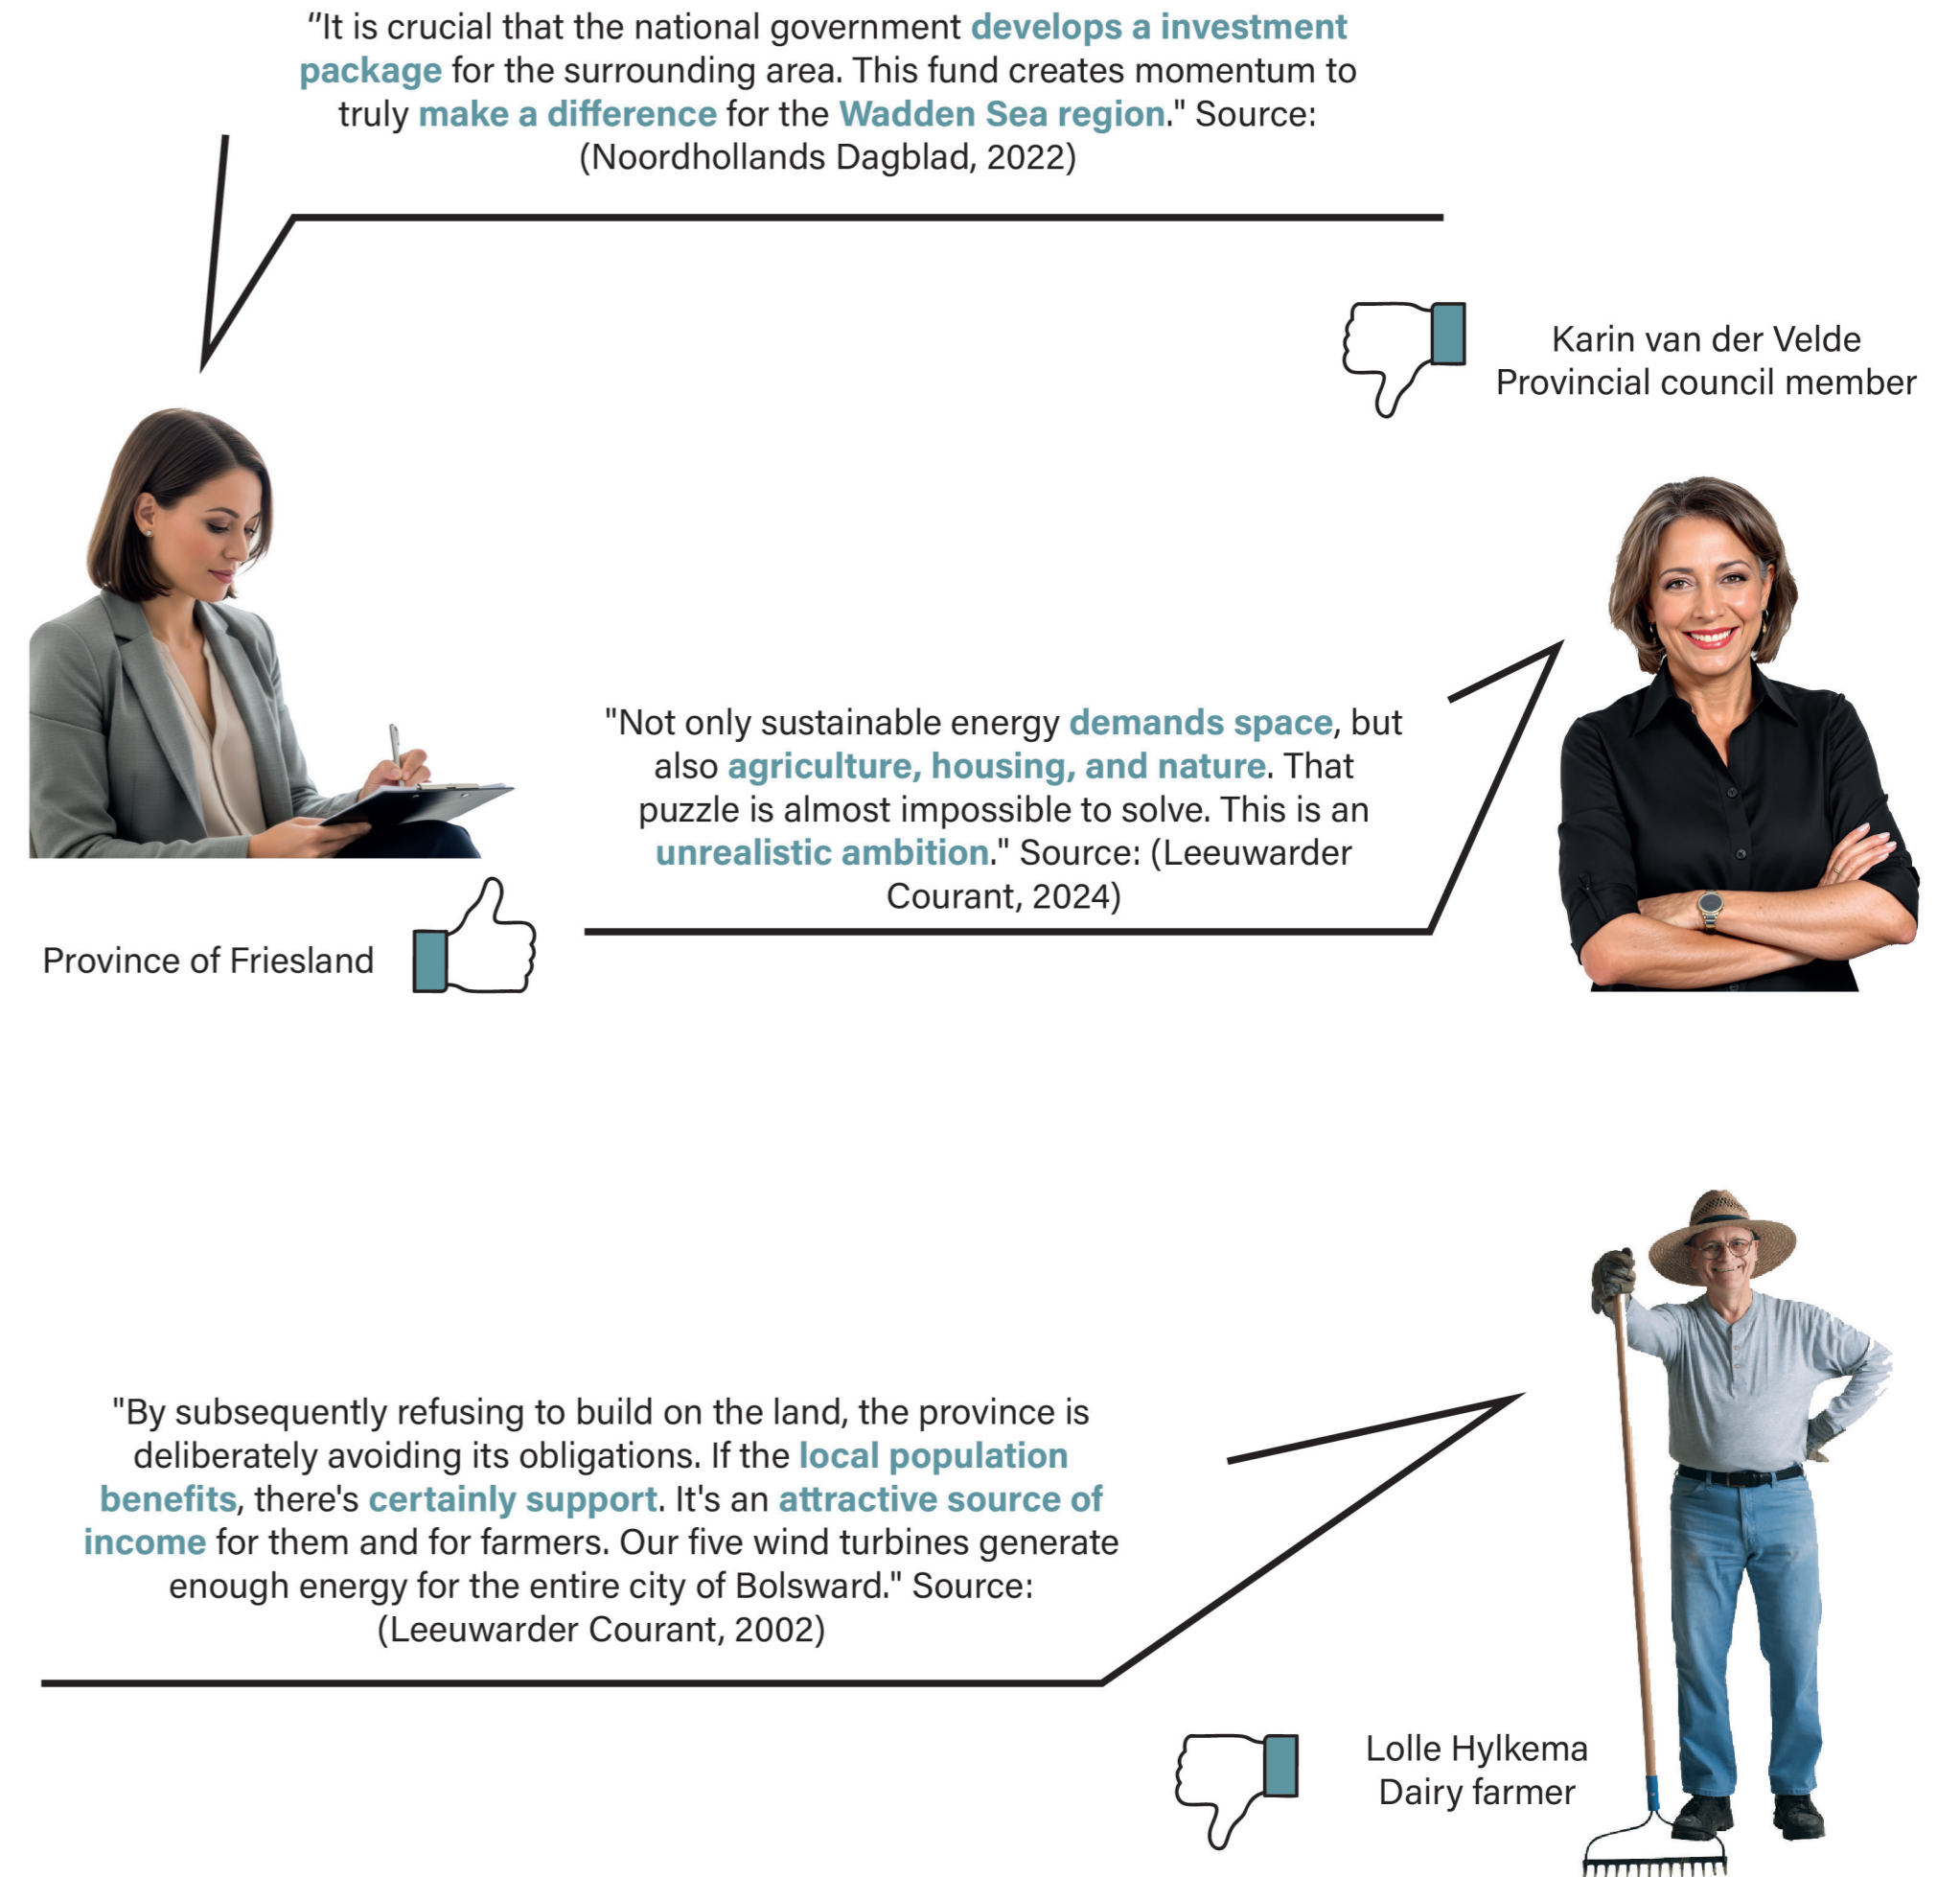 "It is crucial that the national government develops a investment
package for the surrounding area. This fund creates momentum to
truly make a difference for the Wadden Sea region." Source:
(Noordhollands Dagblad, 2022)
Karin van der Velde
Provincial council member
"Not only sustainable energy demands space, but
also agriculture, housing, and nature. That
puzzle is almost impossible to solve. This is an
unrealistic ambition." Source: (Leeuwarder
Courant, 2024)
Province of Friesland
"By subsequently refusing to build on the land, the province is
deliberately avoiding its obligations. If the local population
benefits, there's certainly support. It's an attractive source of
income for them and for farmers. Our five wind turbines generate
enough energy for the entire city of Bolsward." Source:
(Leeuwarder Courant, 2002)
Lolle Hylkema
Dairy farmer